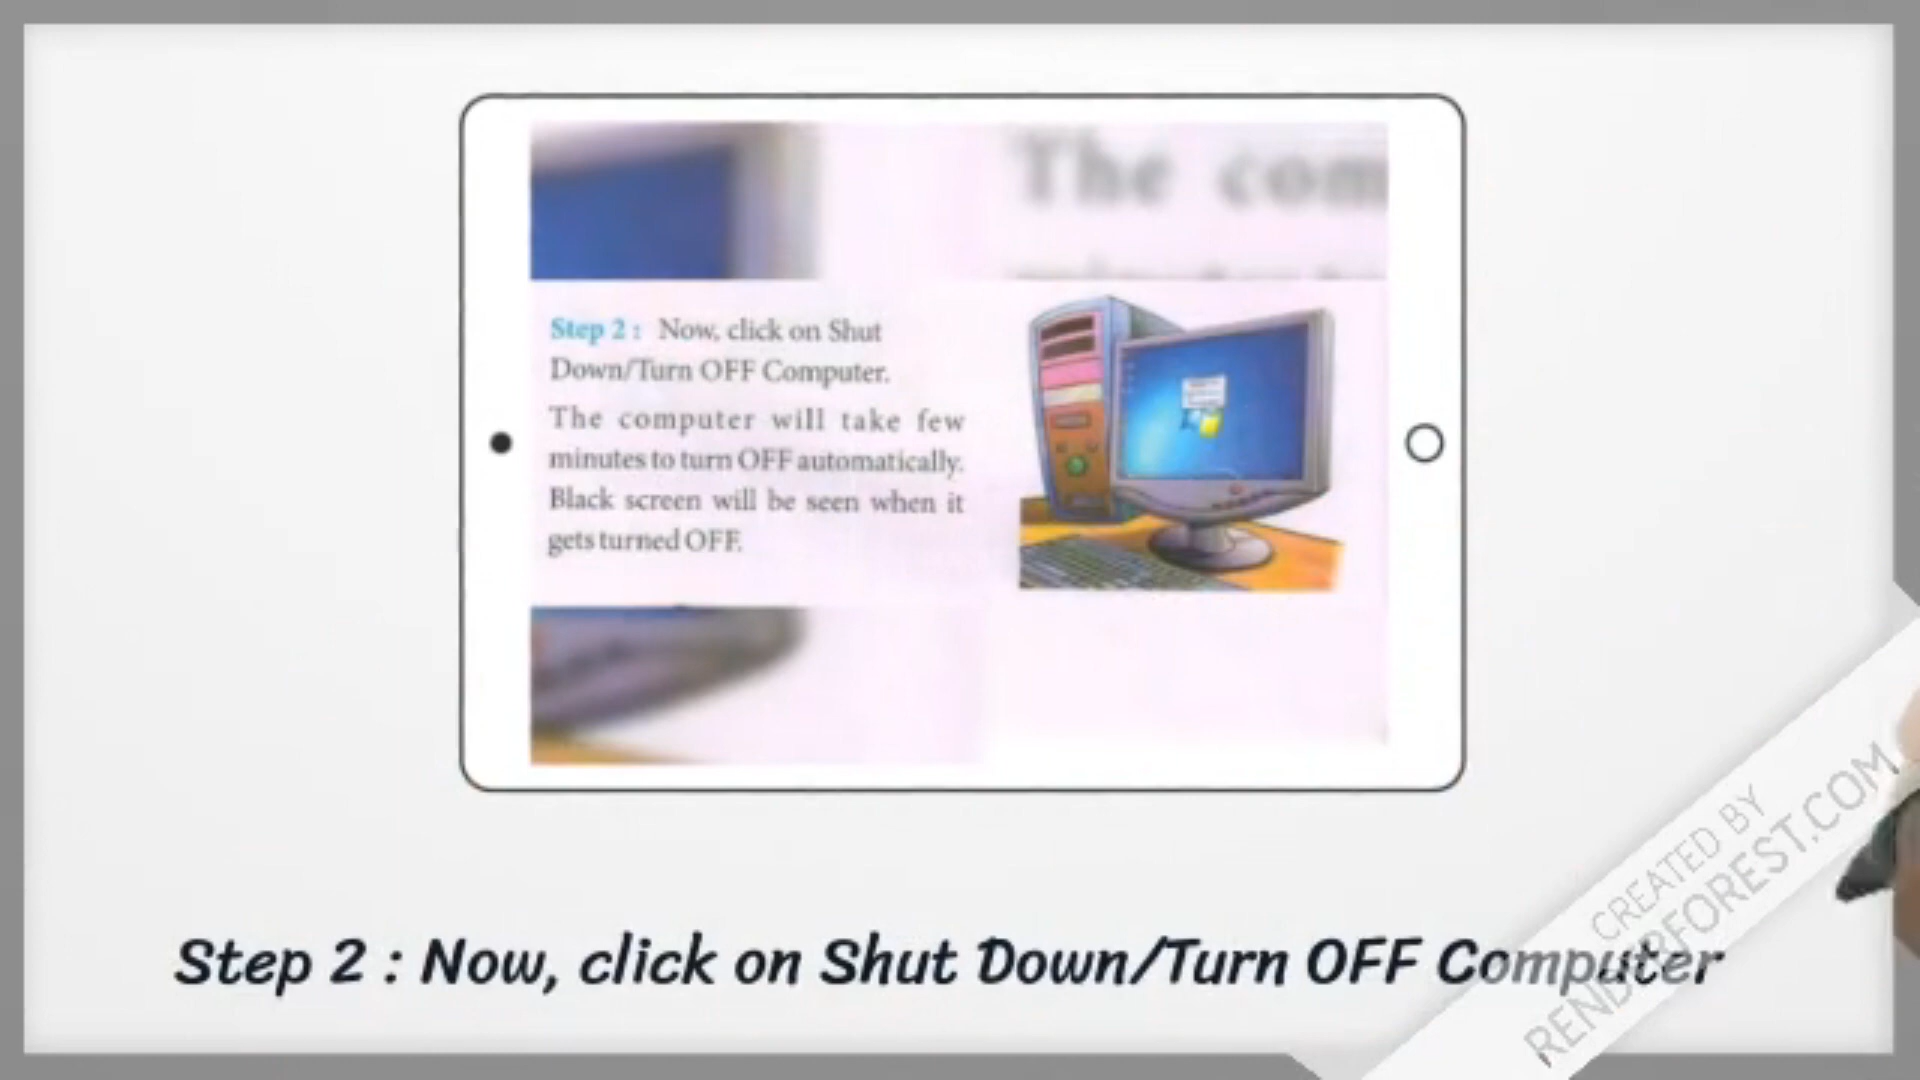 The com
Step 2 : Now, click on Shut
Down/Turn OFF Computer.
The computer will take few
minutes to turn OFF automatically.
Black screen will be seen when it
gets turned OFF.
Step 2 : Now, click on Shut Down/Turn OFF Computer
CREATED BY
RENDERFOREST.COM